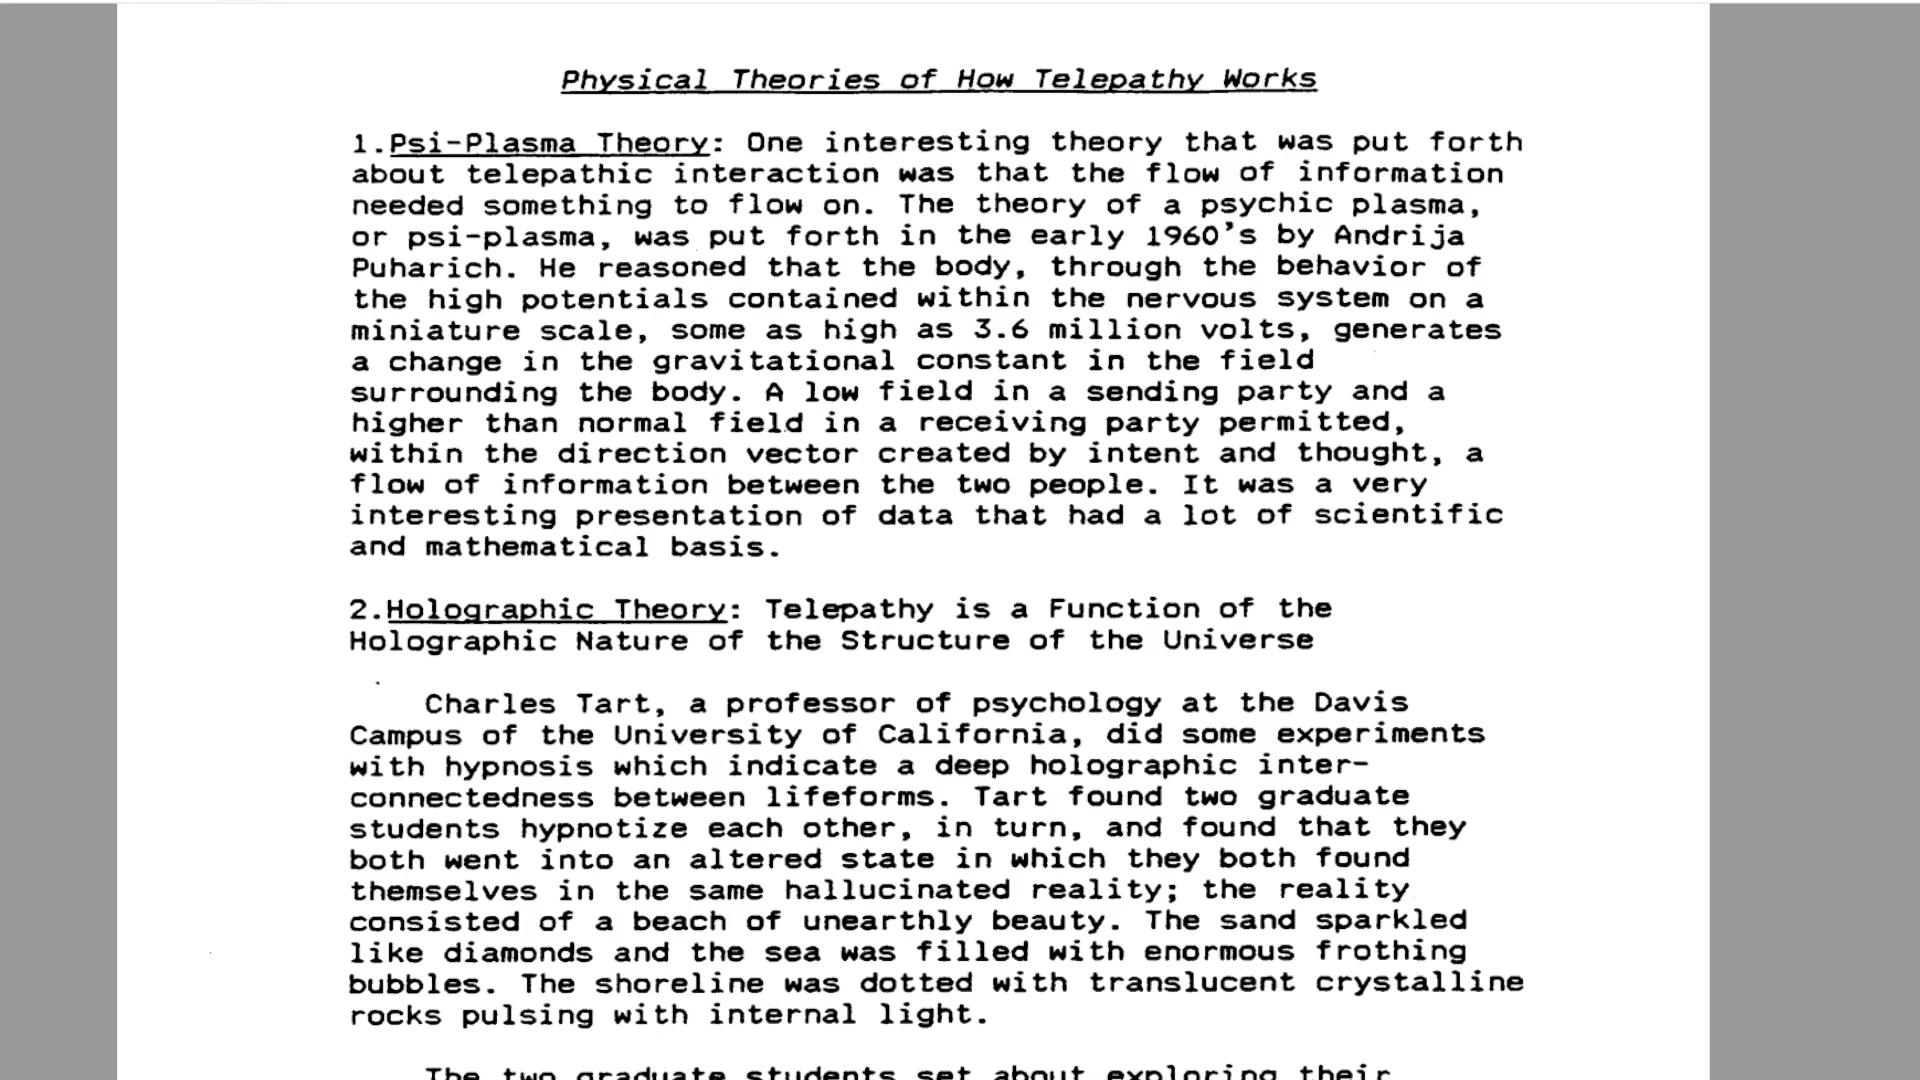 Physical Theories of How Telepathy Works
1.Psi-Plasma Theory: One interesting theory that was put forth
about telepathic interaction was that the flow of information
needed something to flow on. The theory of a psychic plasma,
or psi-plasma, was put forth in the early 1960's by Andrija
Puharich. He reasoned that the body, through the behavior of
the high potentials contained within the nervous system on a
miniature scale, some as high as 3.6 million volts, generates
a change in the gravitational constant in the field
surrounding the body. A low field in a sending party and a
higher than normal field in a receiving party permitted,
within the direction vector created by intent and thought, a
flow of information between the two people. It was a very
interesting presentation of data that had a lot of scientific
and mathematical basis.
2.Holographic Theory: Telepathy is a Function of the
Holographic Nature of the Structure of the Universe
Charles Tart, a professor of psychology at the Davis
Campus of the University of California, did some experiments
with hypnosis which indicate a deep holographic inter-
connectedness between lifeforms. Tart found two graduate
students hypnotize each other, in turn, and found that they
both went into an altered state in which they both found
themselves in the same hallucinated reality; the reality
consisted of a beach of unearthly beauty. The sand sparkled
like diamonds and the sea was filled with enormous frothing
bubbles. The shoreline was dotted with translucent crystalline
rocks pulsing with internal light.
The two graduate students set about exploring their